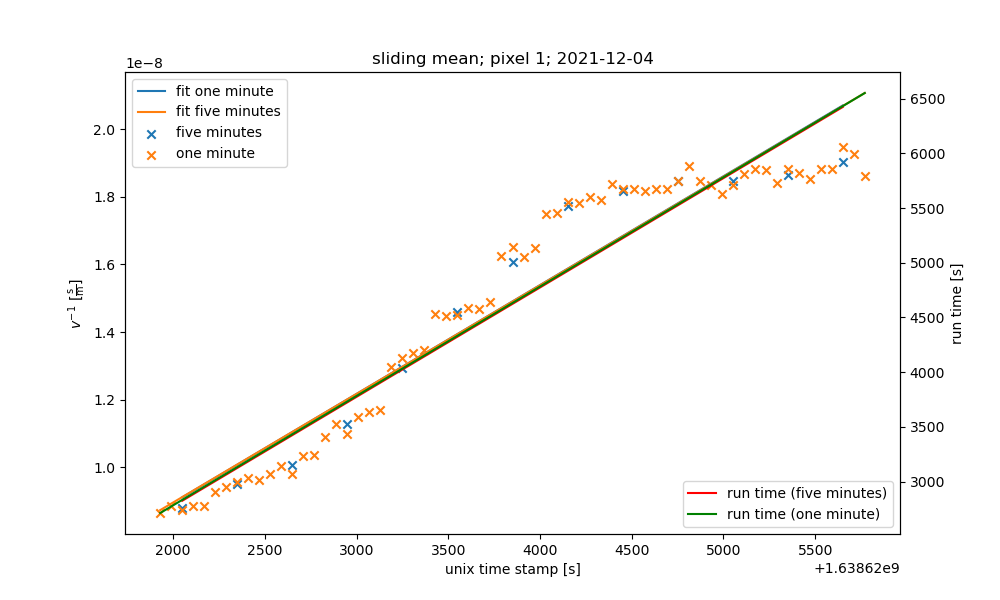 sliding mean; pixel 1; 2021-12-04
1e−8
fit one minute
fit five minutes
five minutes
one minute
2.0
1.8
1.6
1.4
1.2
1.0
v⁻¹ [s/m]
6500
6000
5500
5000
4500
4000
3500
3000
run time [s]
run time (five minutes)
run time (one minute)
2000 2500 3000 3500 4000 4500 5000 5500
unix time stamp [s]
+1.63862e9